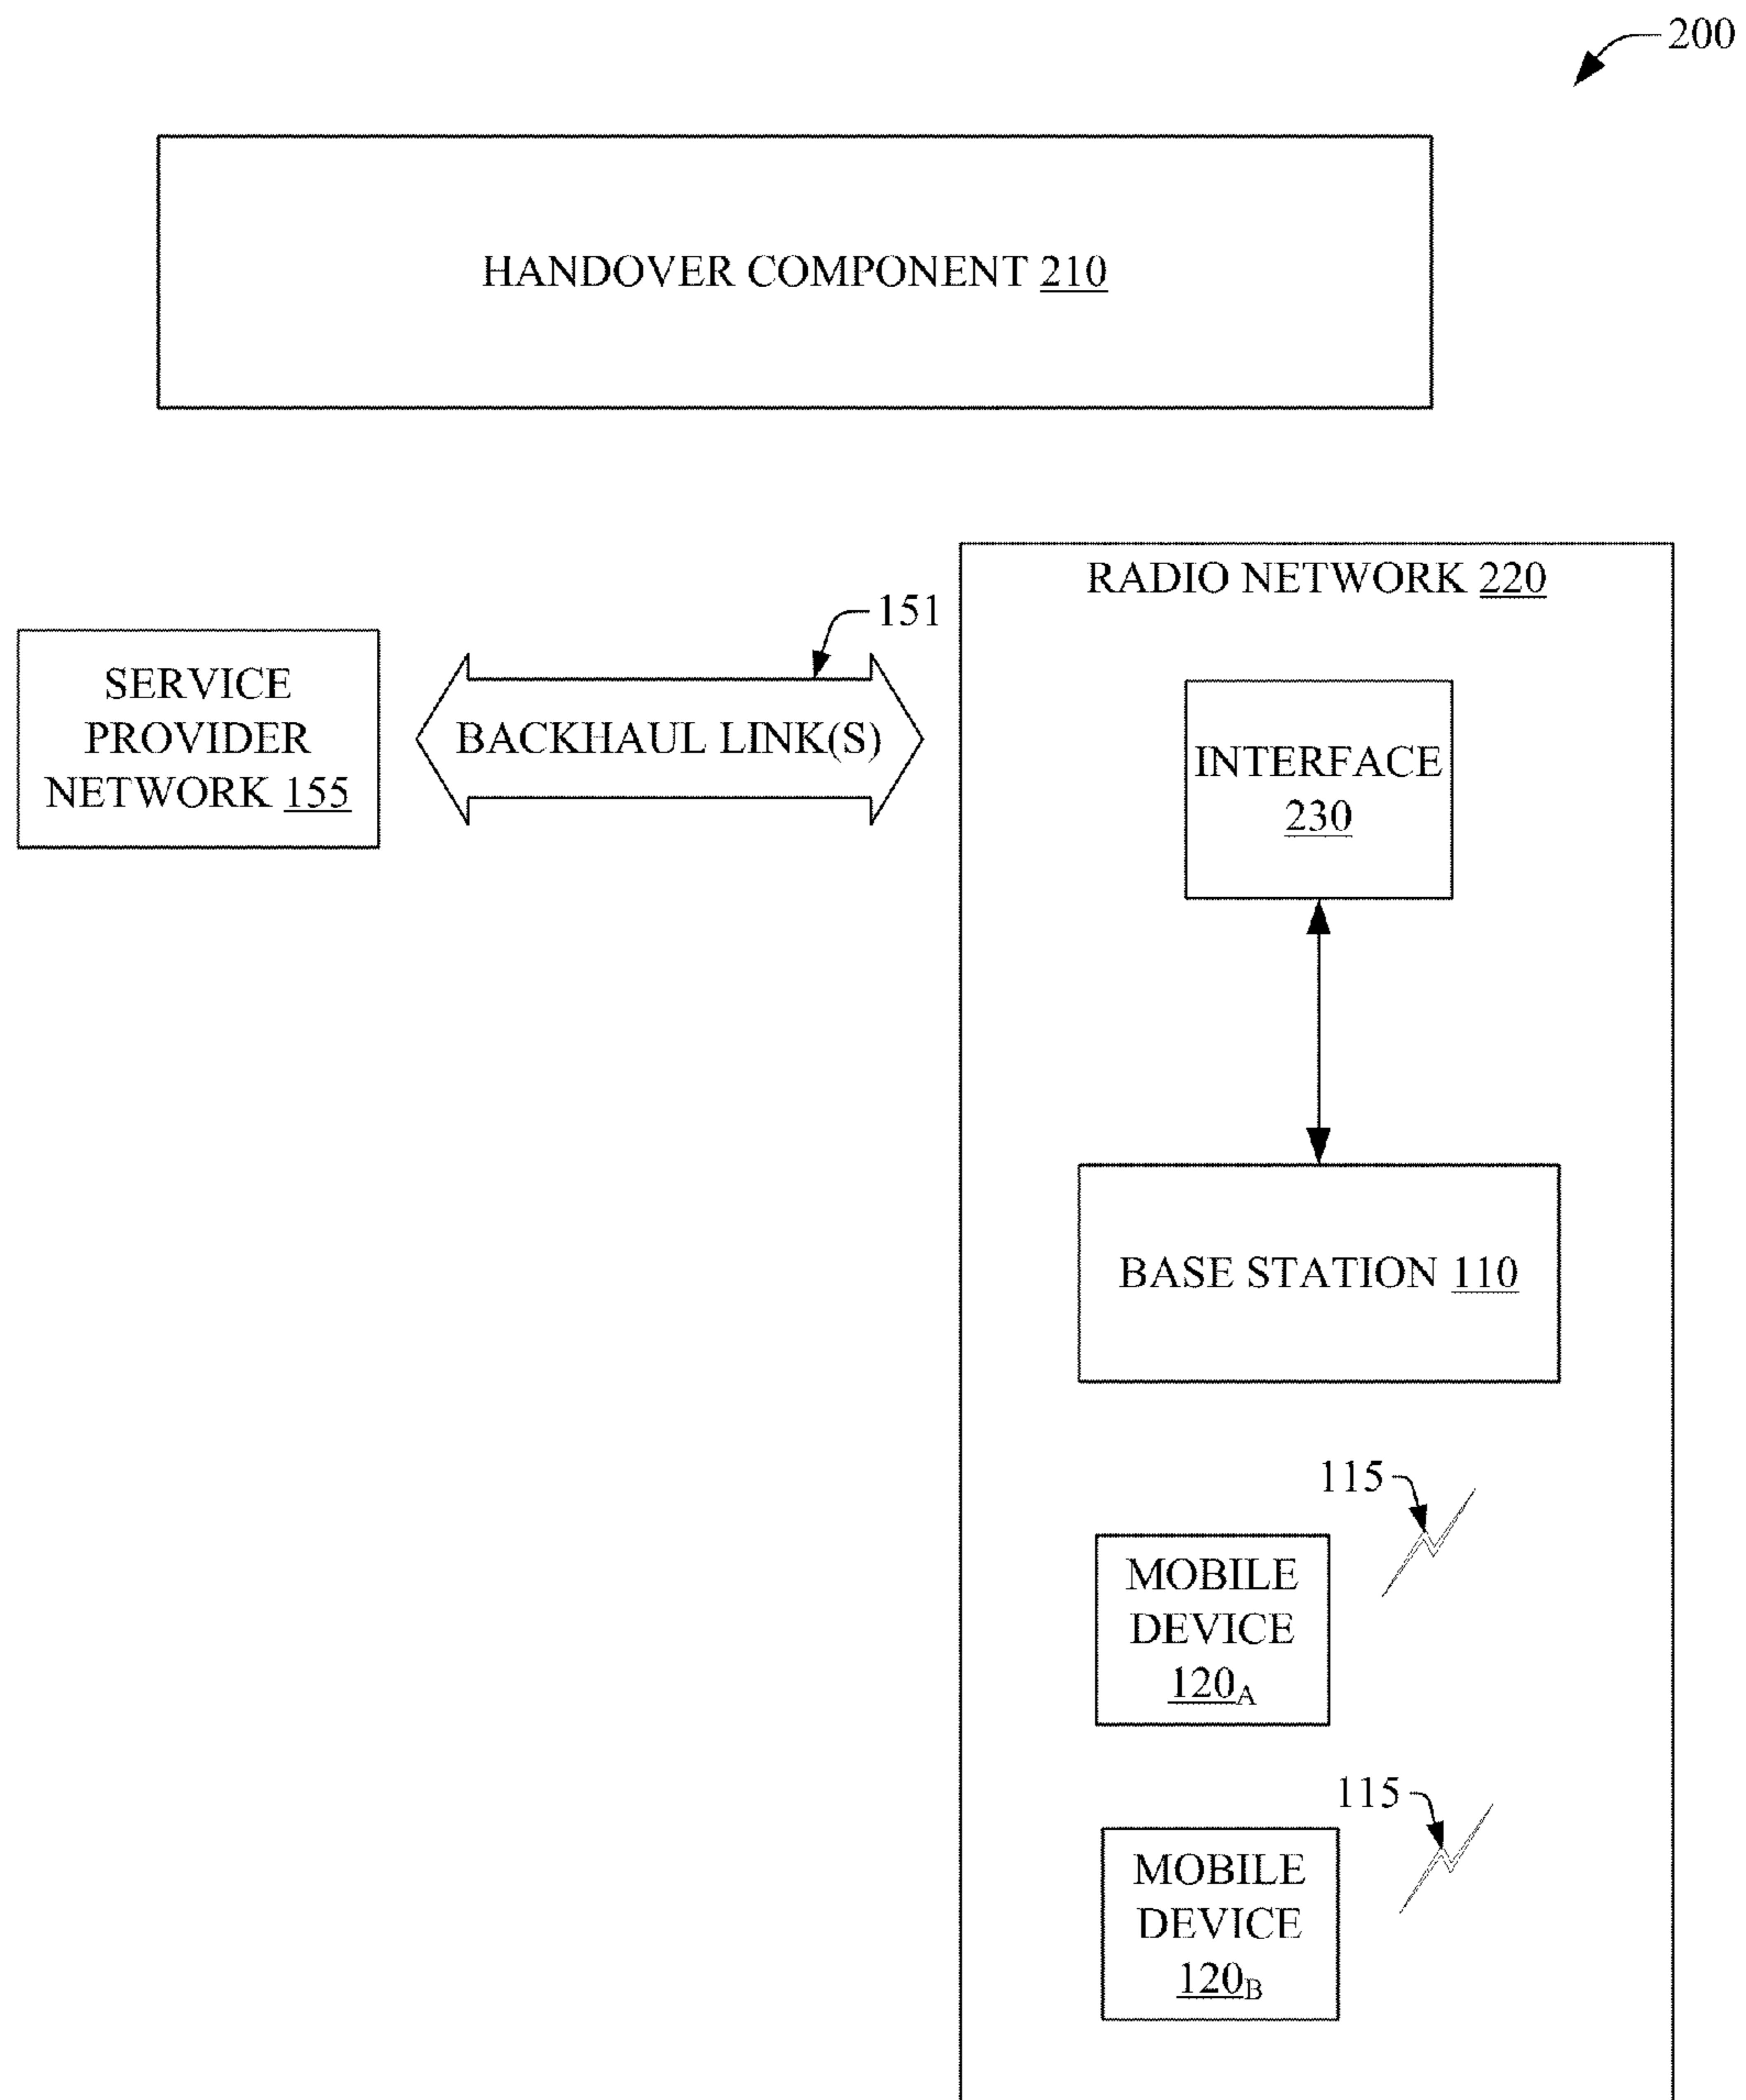 200
HANDOVER COMPONENT 210
RADIO NETWORK 220
151
SERVICE
PROVIDER
NETWORK 155
BACKHAUL LINK(S)
INTERFACE
230
BASE STATION 110
115
MOBILE
DEVICE
120A
115
MOBILE
DEVICE
120B